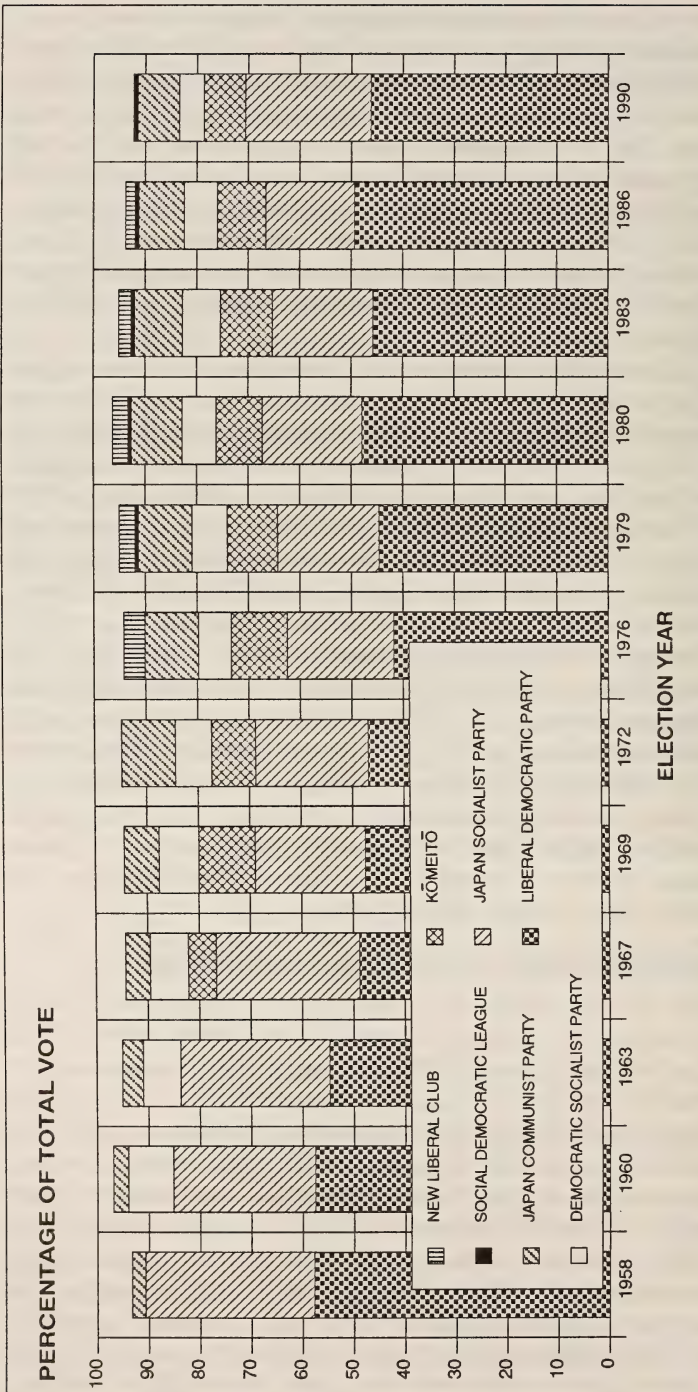 PERCENTAGE OF TOTAL VOTE
100
90
80
70
60
50
40
30
20
10
0
NEW LIBERAL CLUB
SOCIAL DEMOCRATIC LEAGUE
JAPAN COMMUNIST PARTY
DEMOCRATIC SOCIALIST PARTY
KŌMEITŌ
JAPAN SOCIALIST PARTY
LIBERAL DEMOCRATIC PARTY
1958 1960 1963 1967 1969 1972 1976 1979 1980 1983 1986 1990
ELECTION YEAR